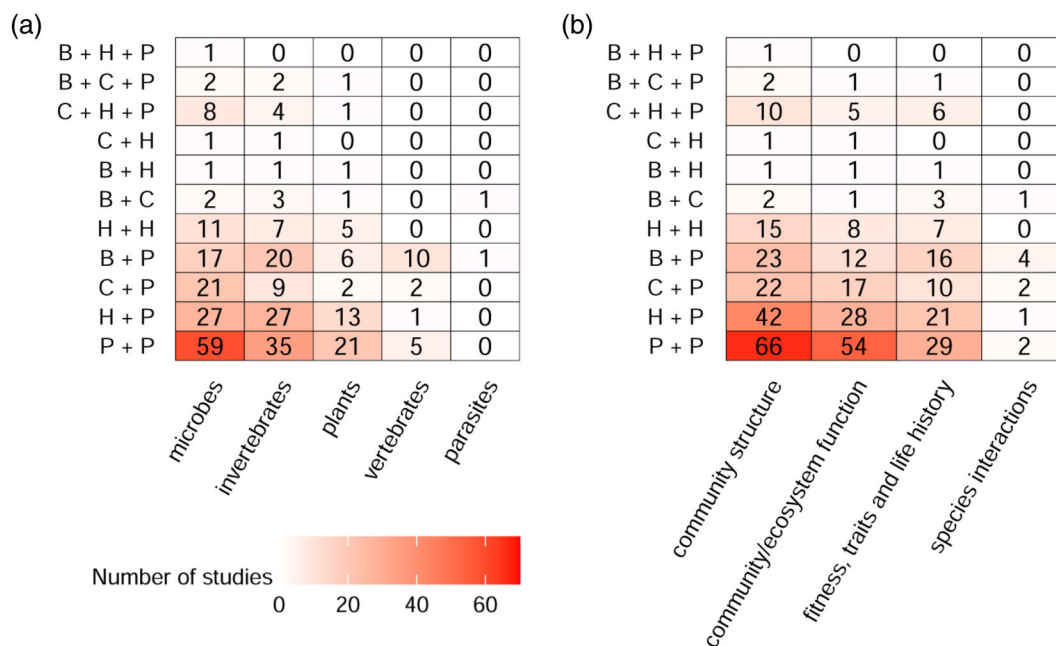 (a)
B + H + P 1 0 0 0 0
B + C + P 2 2 1 0 0
C + H + P 8 4 1 0 0
C + H 1 1 0 0 0
B + H 1 1 1 0 0
B + C 2 3 1 0 1
H + H 11 7 5 0 0
B + P 17 20 6 10 1
C + P 21 9 2 2 0
H + P 27 27 13 1 0
P + P 59 35 21 5 0
microbes
invertebrates
plants
vertebrates
parasites
Number of studies
0 20 40 60
(b)
B + H + P 1 0 0 0
B + C + P 2 1 1 0
C + H + P 10 5 6 0
C + H 1 1 0 0
B + H 1 1 1 0
B + C 2 1 3 1
H + H 15 8 7 0
B + P 23 12 16 4
C + P 22 17 10 2
H + P 42 28 21 1
P + P 66 54 29 2
community structure
community/ecosystem function
fitness, traits and life history
species interactions